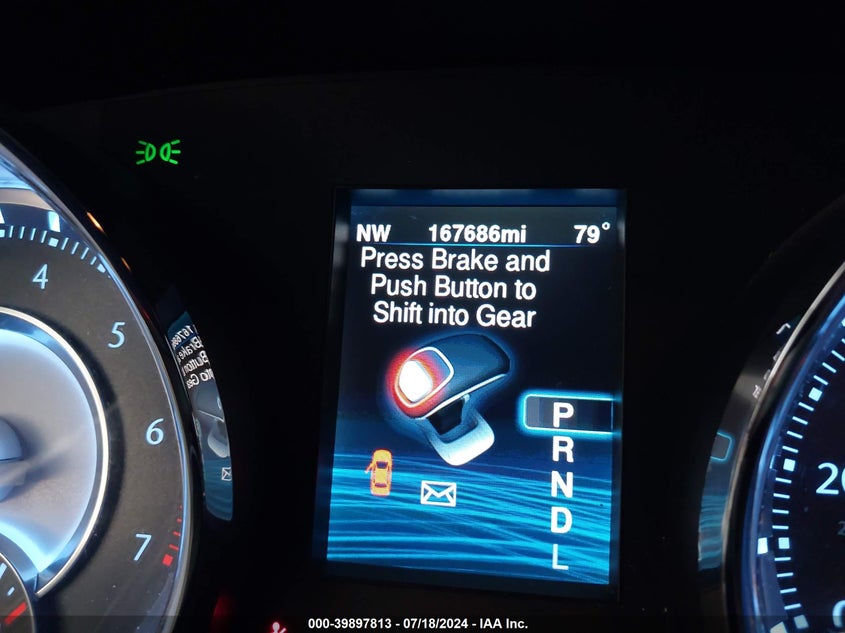 NW 167686mi 79°
Press Brake and
Push Button to
Shift into Gear
P
R
N
D
L
4
5
6
7
000-39897813 - 07/18/2024 - IAA Inc.